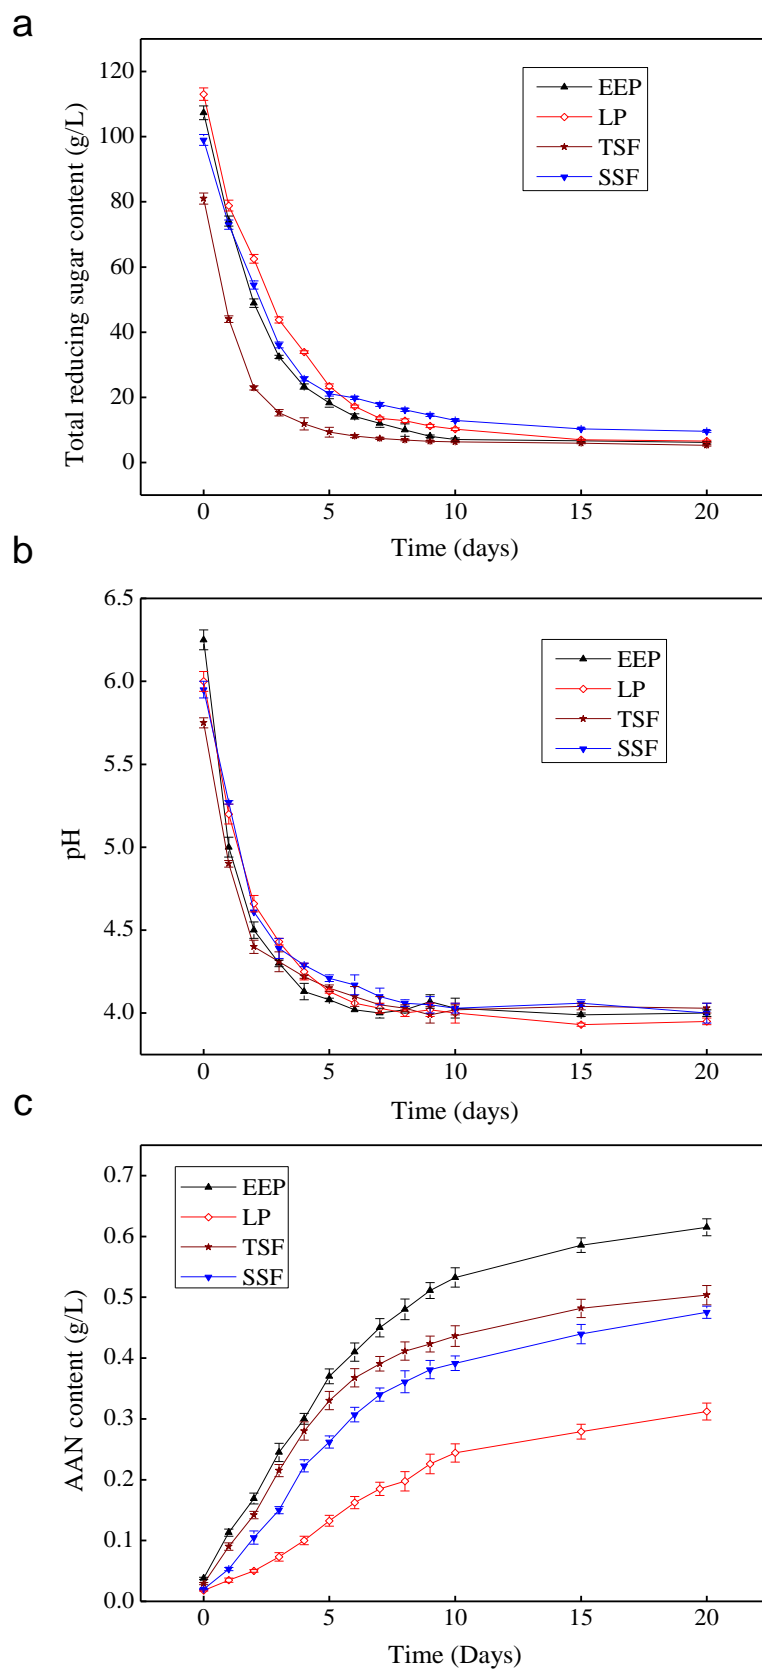 a
120
100
80
60
40
20
0
Total reducing sugar content (g/L)
EEP
LP
TSF
SSF
0 5 10 15 20
Time (days)
b
6.5
6.0
5.5
5.0
4.5
4.0
pH
EEP
LP
TSF
SSF
0 5 10 15 20
Time (days)
c
0.7
0.6
0.5
0.4
0.3
0.2
0.1
0.0
AAN content (g/L)
EEP
LP
TSF
SSF
0 5 10 15 20
Time (Days)